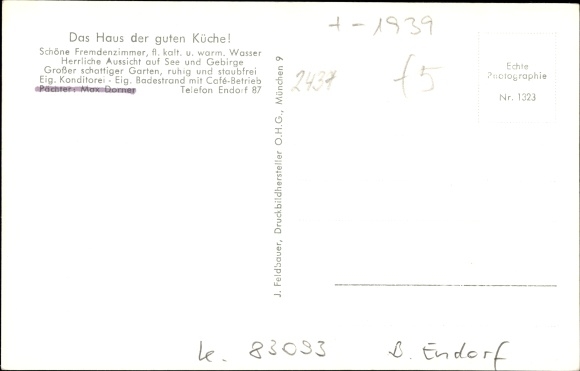 Das Haus der guten Küche!
Schöne Fremdenzimmer, fl. kalt. u. warm. Wasser
Herrliche Aussicht auf See und Gebirge
Großer schattiger Garten, ruhig und staubfrei
Eig. Konditorei - Eig. Badestrand mit Café-Betrieb
Pächter: Max Dorner Telefon Endorf 87
J. Feldbauer, Druckbildhersteller O.H.G., München 9
+ - 1939
f5
Echte
Photographie
Nr. 1323
k. 83093 B. Endorf